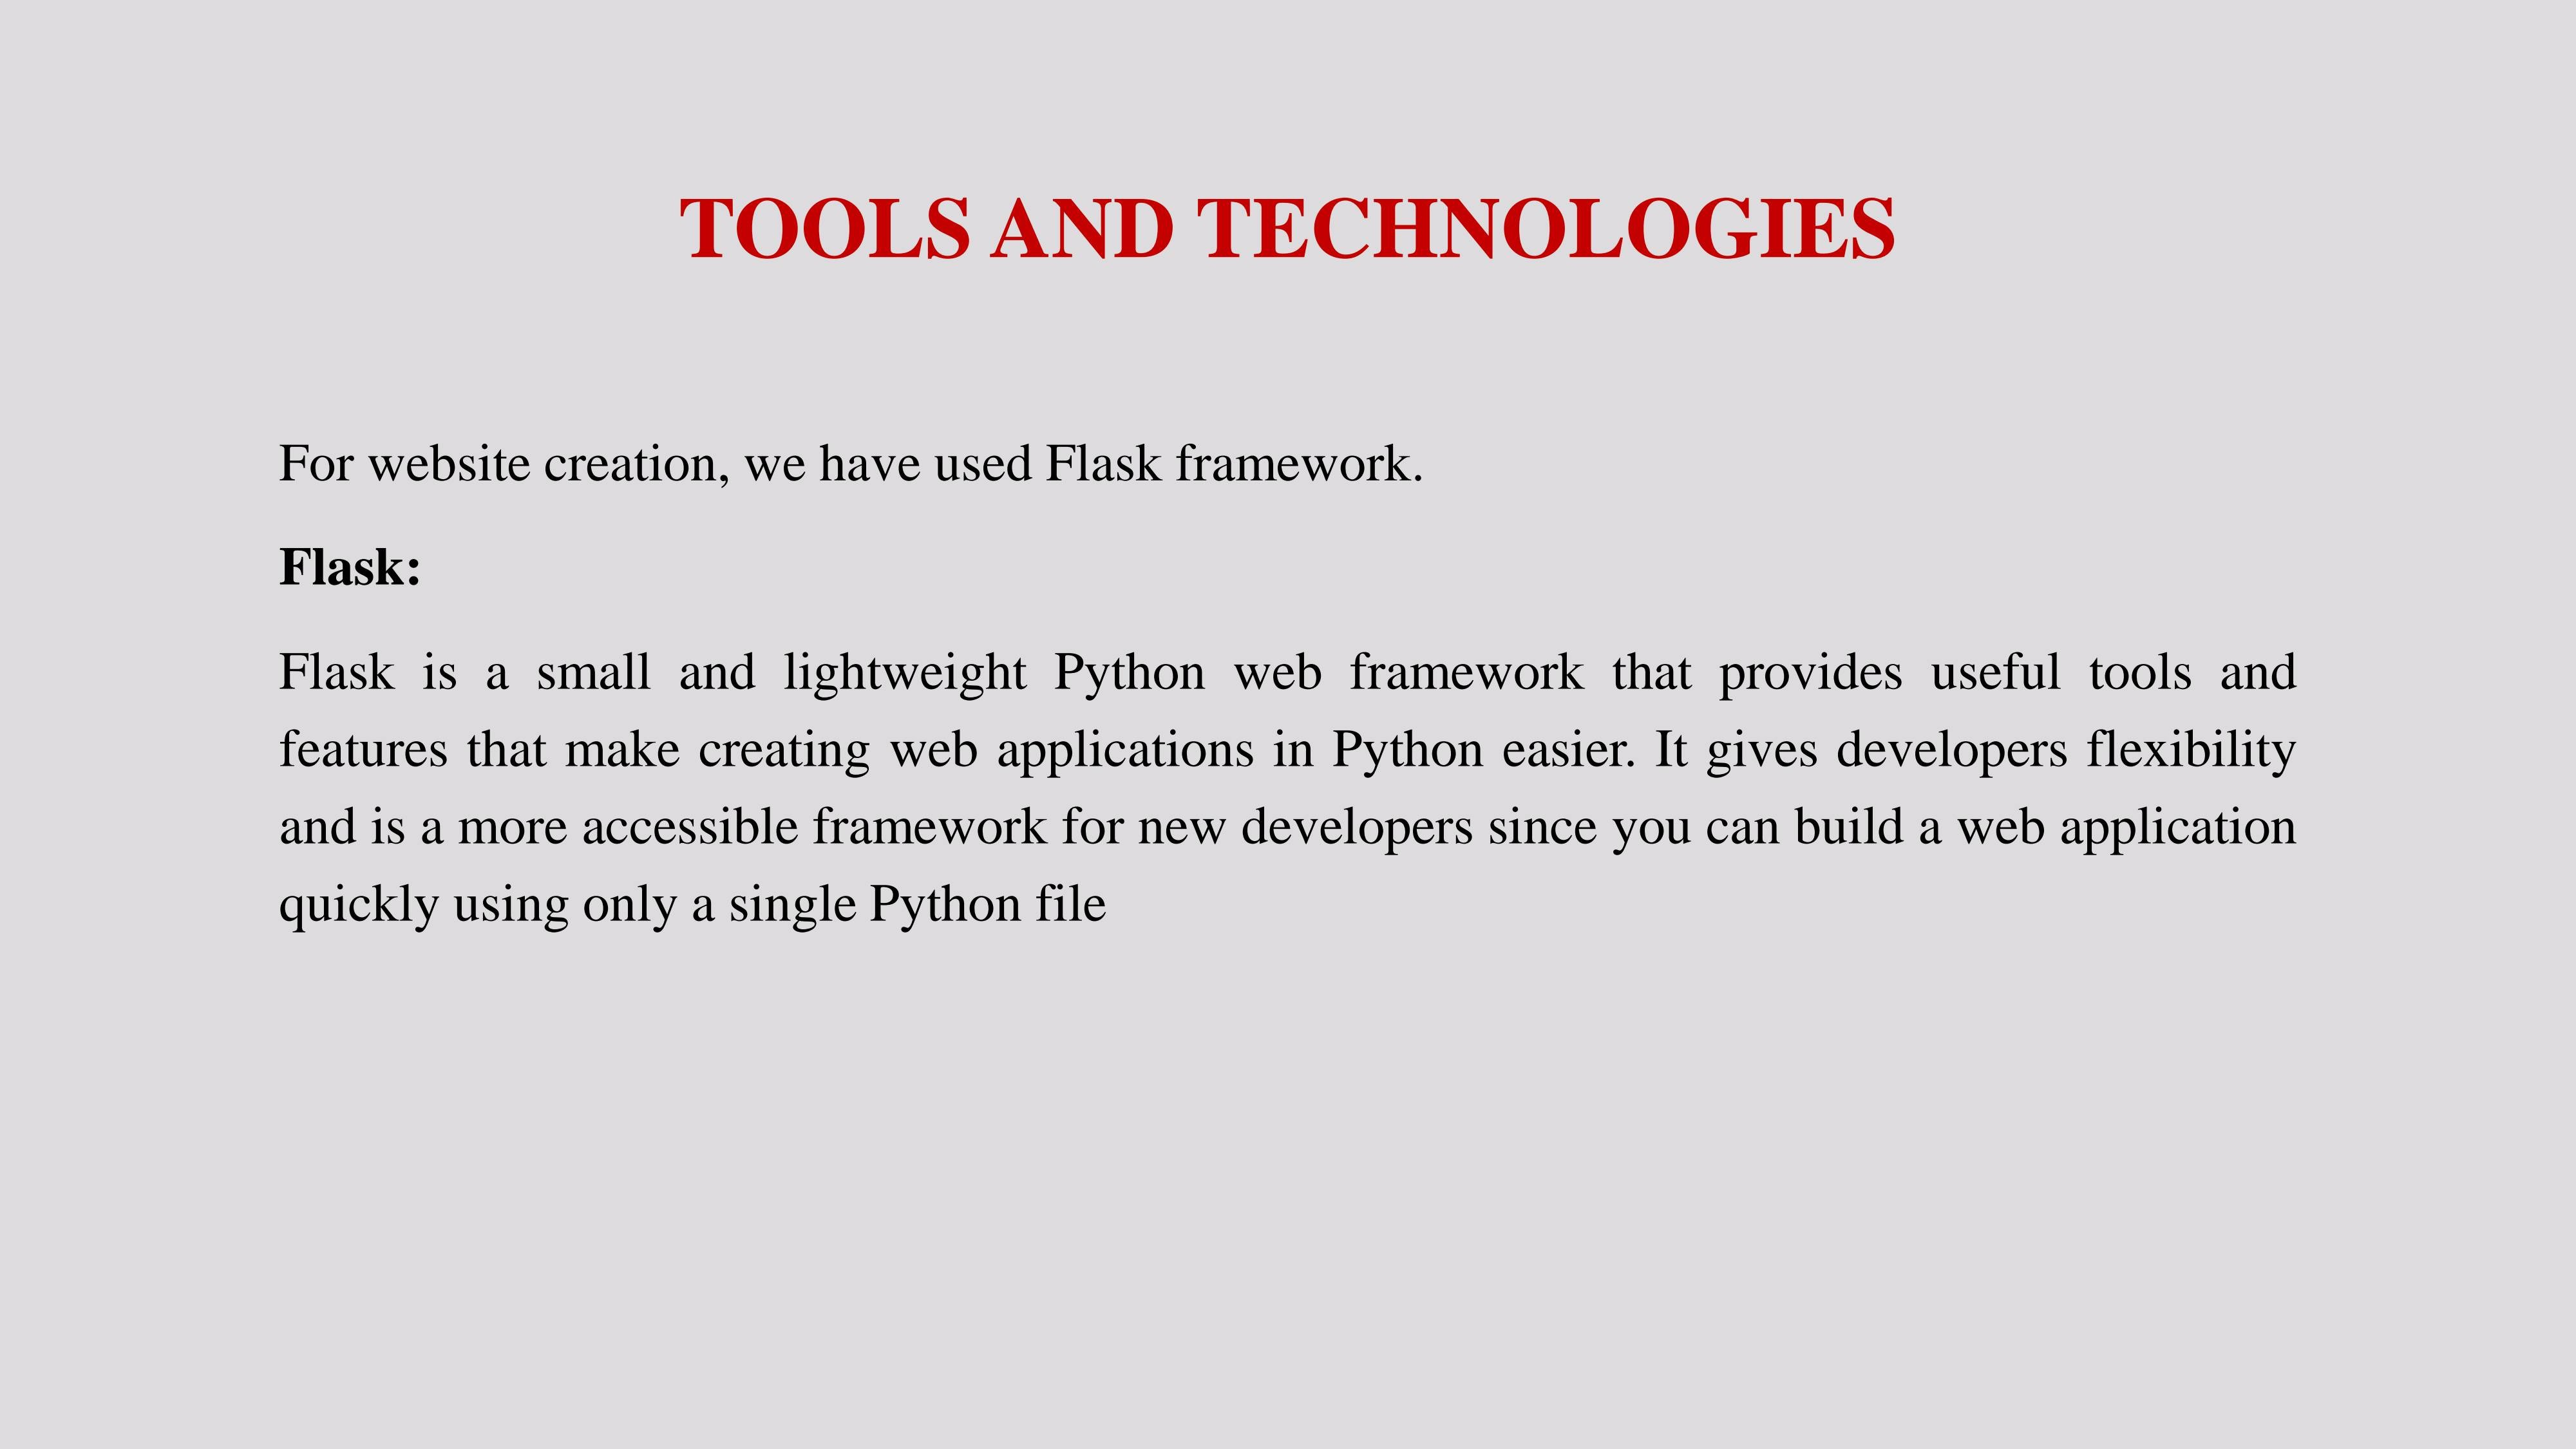 TOOLS AND TECHNOLOGIES
For website creation, we have used Flask framework.
Flask:
Flask is a small and lightweight Python web framework that provides useful tools and
features that make creating web applications in Python easier. It gives developers flexibility
and is a more accessible framework for new developers since you can build a web application
quickly using only a single Python file